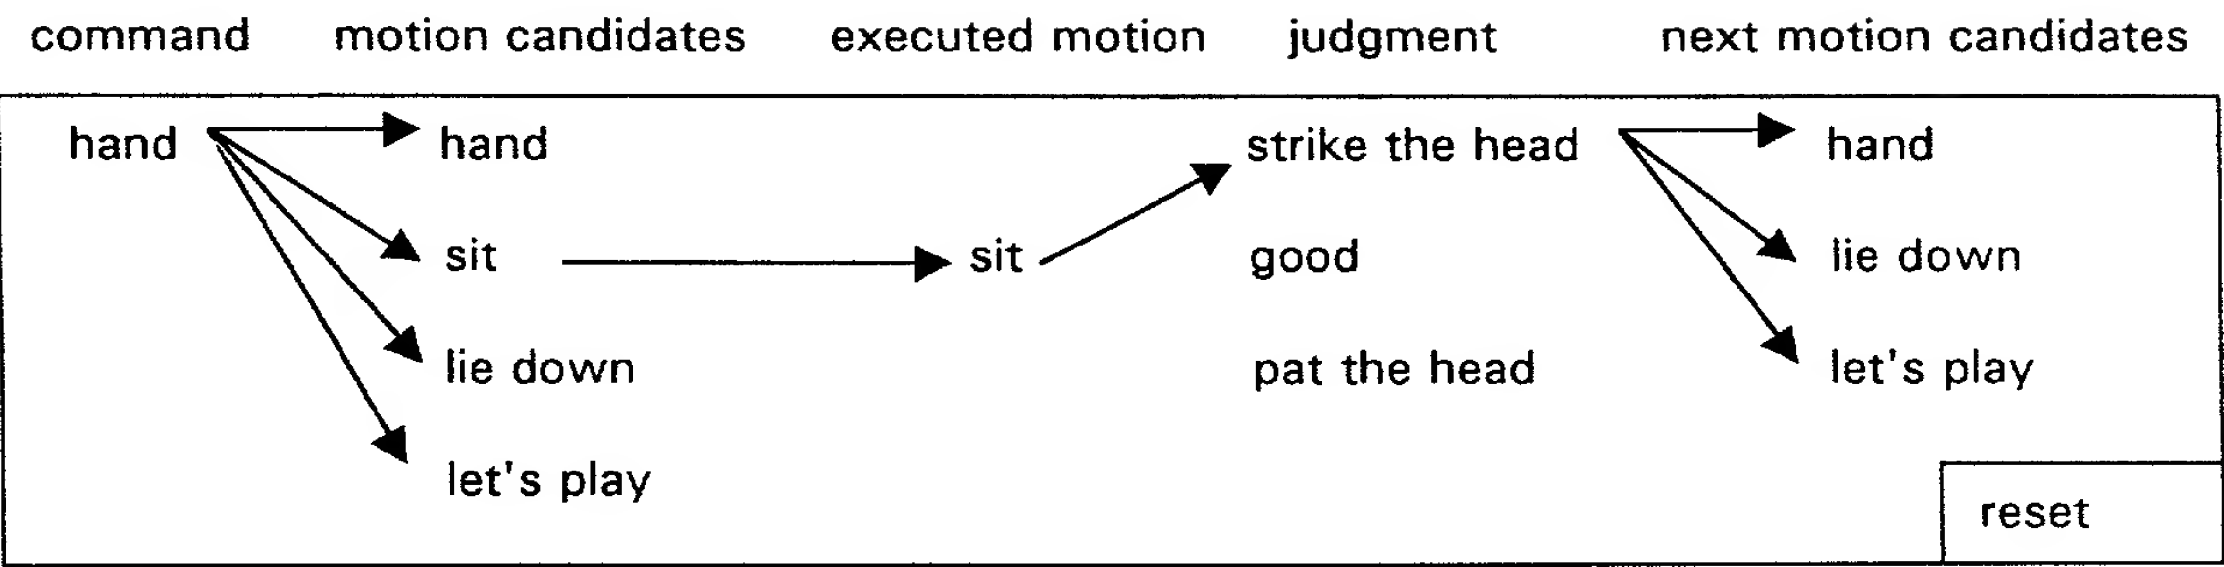 command motion candidates executed motion judgment next motion candidates
hand hand strike the head hand
sit sit good lie down
lie down pat the head let's play
let's play
reset